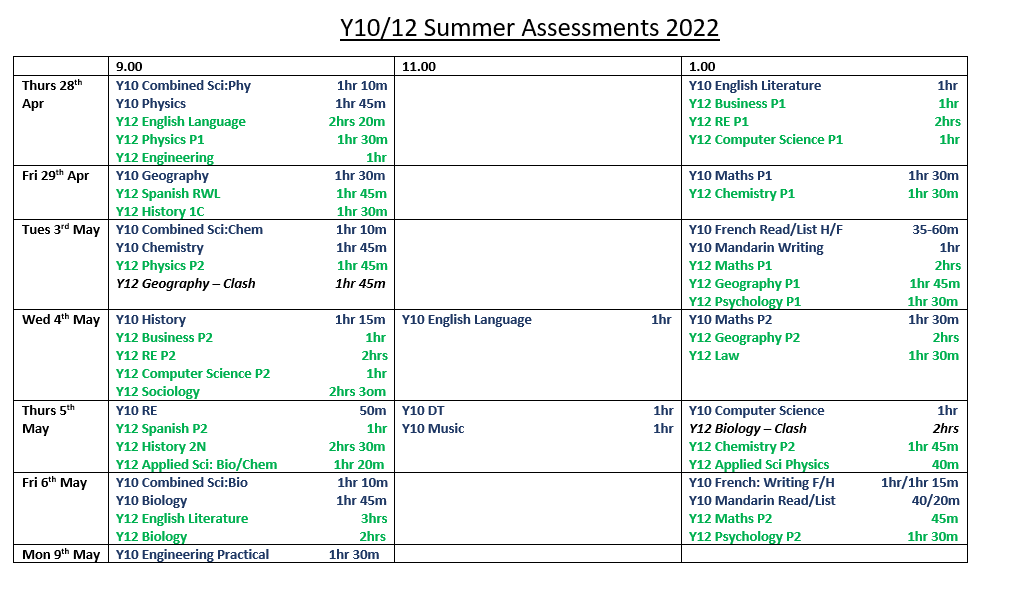 Y10/12 Summer Assessments 2022
9.00 11.00 1.00
Thurs 28th Apr
Y10 Combined Sci:Phy 1hr 10m
Y10 Physics 1hr 45m
Y12 English Language 2hrs 20m
Y12 Physics P1 1hr 30m
Y12 Engineering 1hr
Y10 English Literature 1hr
Y12 Business P1 1hr
Y12 RE P1 2hrs
Y12 Computer Science P1 1hr
Fri 29th Apr
Y10 Geography 1hr 30m
Y12 Spanish RWL 1hr 45m
Y12 History 1C 1hr 30m
Y10 Maths P1 1hr 30m
Y12 Chemistry P1 1hr 30m
Tues 3rd May
Y10 Combined Sci:Chem 1hr 10m
Y10 Chemistry 1hr 45m
Y12 Physics P2 1hr 45m
Y12 Geography – Clash 1hr 45m
Y10 French Read/List H/F 35-60m
Y10 Mandarin Writing 1hr
Y12 Maths P1 2hrs
Y12 Geography P1 1hr 45m
Y12 Psychology P1 1hr 30m
Wed 4th May
Y10 History 1hr 15m
Y12 Business P2 1hr
Y12 RE P2 2hrs
Y12 Computer Science P2 1hr
Y12 Sociology 2hrs 3om
Y10 English Language 1hr
Y10 Maths P2 1hr 30m
Y12 Geography P2 2hrs
Y12 Law 1hr 30m
Thurs 5th May
Y10 RE 50m
Y12 Spanish P2 1hr
Y12 History 2N 2hrs 30m
Y12 Applied Sci: Bio/Chem 1hr 20m
Y10 DT 1hr
Y10 Music 1hr
Y10 Computer Science 1hr
Y12 Biology – Clash 2hrs
Y12 Chemistry P2 1hr 45m
Y12 Applied Sci Physics 40m
Fri 6th May
Y10 Combined Sci:Bio 1hr 10m
Y10 Biology 1hr 45m
Y12 English Literature 3hrs
Y12 Biology 2hrs
Y10 French: Writing F/H 1hr/1hr 15m
Y10 Mandarin Read/List 40/20m
Y12 Maths P2 45m
Y12 Psychology P2 1hr 30m
Mon 9th May
Y10 Engineering Practical 1hr 30m